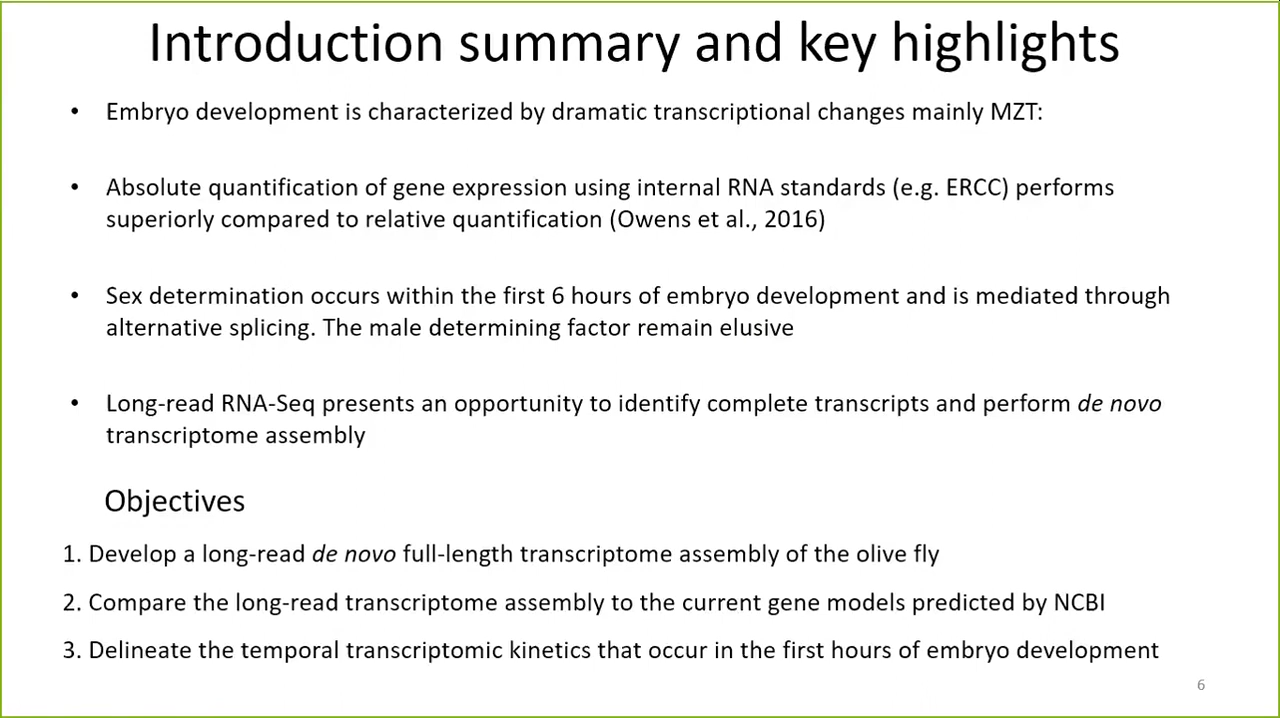 Introduction summary and key highlights
• Embryo development is characterized by dramatic transcriptional changes mainly MZT:
• Absolute quantification of gene expression using internal RNA standards (e.g. ERCC) performs
superiorly compared to relative quantification (Owens et al., 2016)
• Sex determination occurs within the first 6 hours of embryo development and is mediated through
alternative splicing. The male determining factor remain elusive
• Long-read RNA-Seq presents an opportunity to identify complete transcripts and perform de novo
transcriptome assembly
Objectives
1. Develop a long-read de novo full-length transcriptome assembly of the olive fly
2. Compare the long-read transcriptome assembly to the current gene models predicted by NCBI
3. Delineate the temporal transcriptomic kinetics that occur in the first hours of embryo development
6